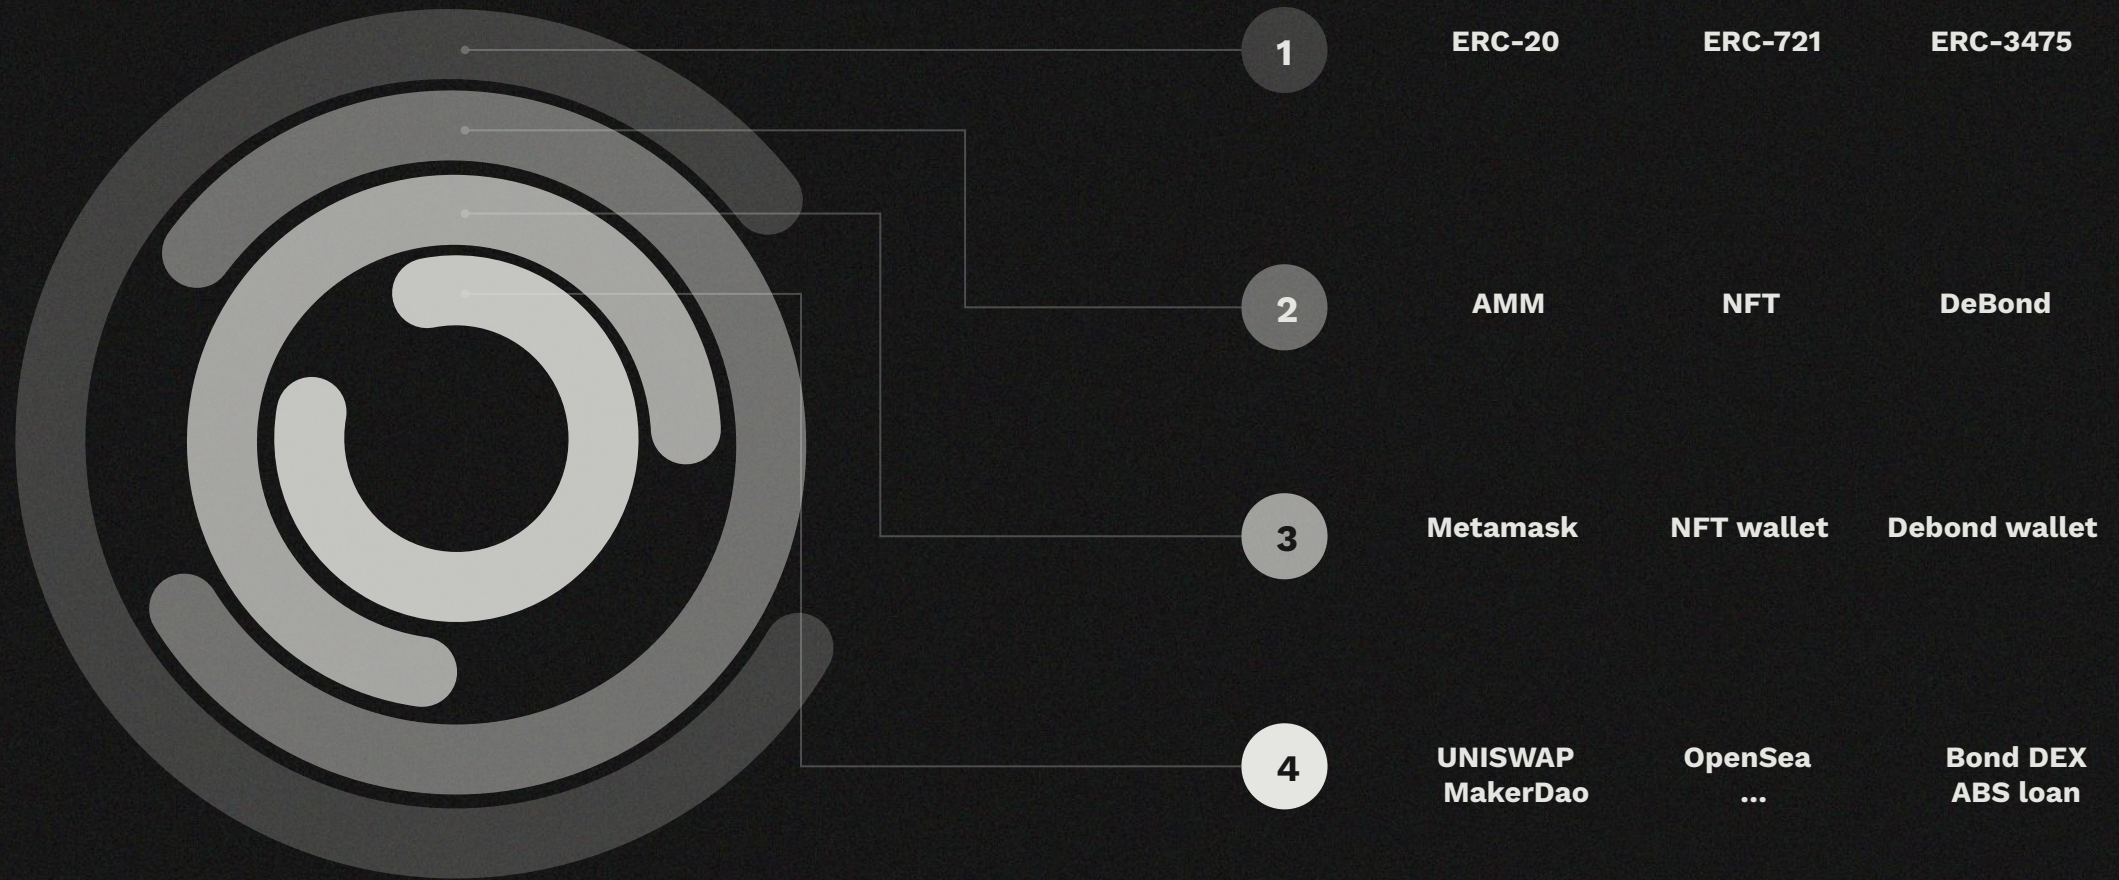 1 ERC-20 ERC-721 ERC-3475
2 AMM NFT DeBond
3 Metamask NFT wallet Debond wallet
4 UNISWAP OpenSea Bond DEX
MakerDao ... ABS loan